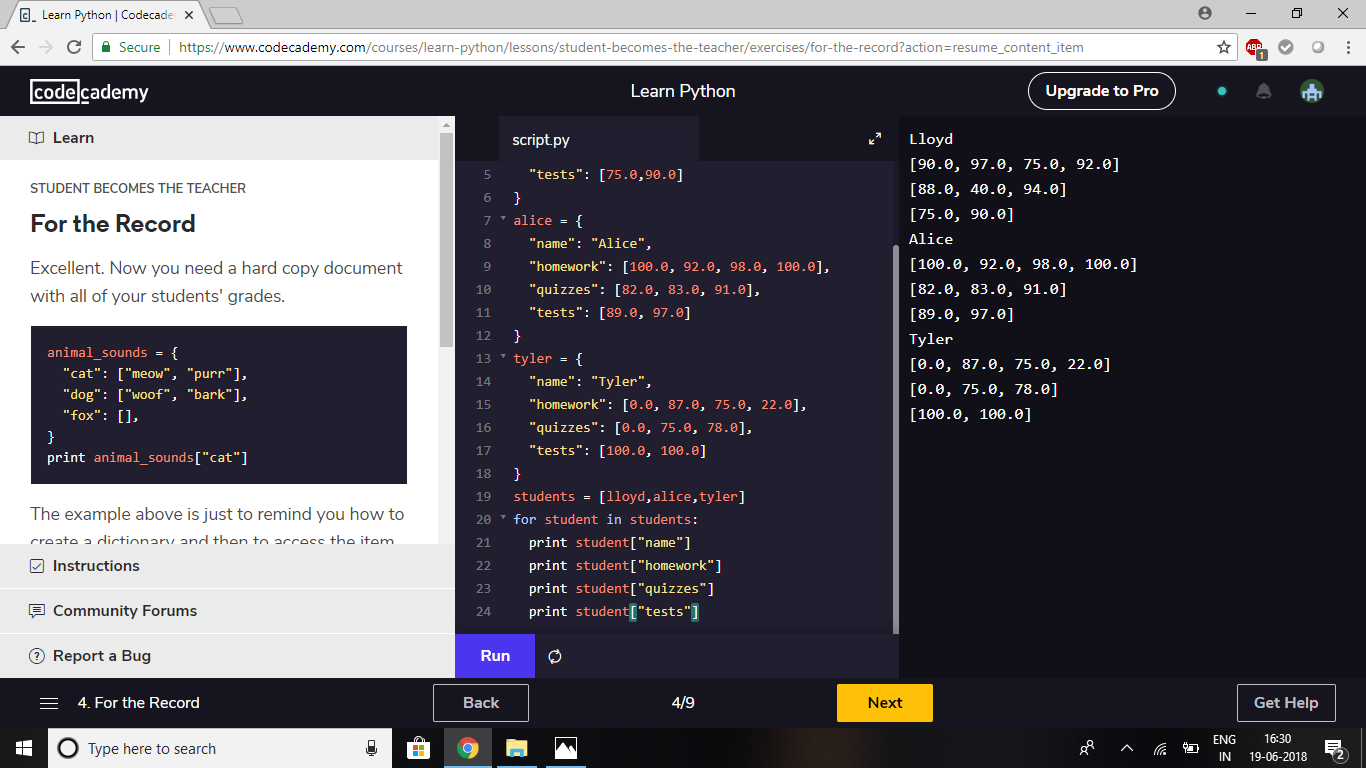 Learn Python | Codecade
Secure
https://www.codecademy.com/courses/learn-python/lessons/student-becomes-the-teacher/exercises/for-the-record?action=resume_content_item
ABP
1
codecademy
Learn Python
Upgrade to Pro
Learn
STUDENT BECOMES THE TEACHER
For the Record
Excellent. Now you need a hard copy document
with all of your students' grades.
animal_sounds = {
"cat": ["meow", "purr"],
"dog": ["woof", "bark"],
"fox": [],
}
print animal_sounds["cat"]
The example above is just to remind you how to
create a dictionary and then to access the item
Instructions
Community Forums
Report a Bug
script.py
5 "tests": [75.0,90.0]
6 }
7 alice = {
8 "name": "Alice",
9 "homework": [100.0, 92.0, 98.0, 100.0],
10 "quizzes": [82.0, 83.0, 91.0],
11 "tests": [89.0, 97.0]
12 }
13 tyler = {
14 "name": "Tyler",
15 "homework": [0.0, 87.0, 75.0, 22.0],
16 "quizzes": [0.0, 75.0, 78.0],
17 "tests": [100.0, 100.0]
18 }
19 students = [lloyd,alice,tyler]
20 for student in students:
21 print student["name"]
22 print student["homework"]
23 print student["quizzes"]
24 print student["tests"]
Run
Lloyd
[90.0, 97.0, 75.0, 92.0]
[88.0, 40.0, 94.0]
[75.0, 90.0]
Alice
[100.0, 92.0, 98.0, 100.0]
[82.0, 83.0, 91.0]
[89.0, 97.0]
Tyler
[0.0, 87.0, 75.0, 22.0]
[0.0, 75.0, 78.0]
[100.0, 100.0]
4. For the Record
Back
4/9
Next
Get Help
Type here to search
ENG
IN
16:30
19-06-2018
2